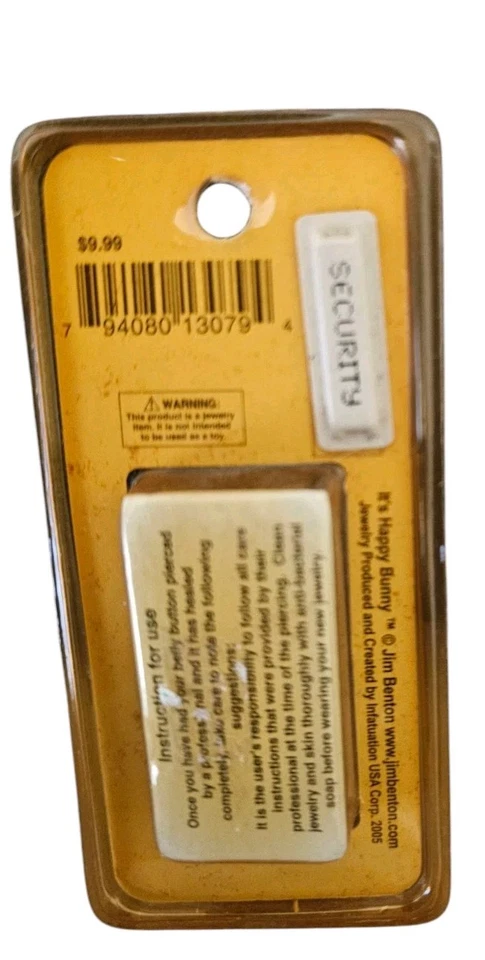 $9.99
7 94080 13079 4
SECURITY
⚠ WARNING:
This product is a jewelry
item. It is not intended
to be used as a toy.
It's Happy Bunny ™ © Jim Benton www.jimbenton.com
Jewelry Produced and Created by Infatuation USA Corp. 2005
Instruction for use
Once you have had your belly button pierced
by a profess nal and it has healed
completely, take care to note the following
suggestions:
It is the user's responsibility to follow all care
instructions that were provided by their
professional at the time of the piercing. Clean
jewelry and skin thoroughly with anti-bacterial
soap before wearing your new jewelry.